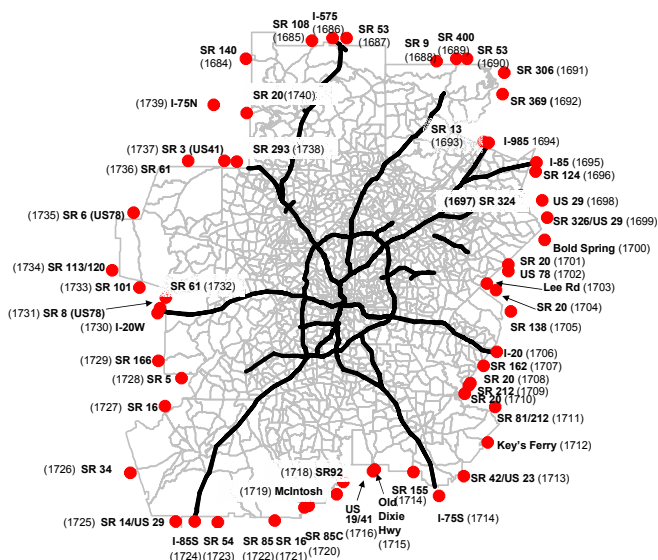 I-575
(1686)
SR 108
(1685)
SR 53
(1687)
SR 140
(1684)
SR 9
(1688)
SR 400
(1689)
SR 53
(1690)
SR 306 (1691)
SR 369 (1692)
(1739) I-75N
SR 20 (1740)
SR 13
(1693)
I-985 1694)
(1737) SR 3 (US41)
SR 293 (1738)
(1736) SR 61
I-85 (1695)
SR 124 (1696)
(1697) SR 324
US 29 (1698)
(1735) SR 6 (US78)
SR 326/US 29 (1699)
Bold Spring (1700)
(1734) SR 113/120
SR 20 (1701)
US 78 (1702)
(1733) SR 101
SR 61 (1732)
Lee Rd (1703)
SR 20 (1704)
(1731) SR 8 (US78)
(1730) I-20W
SR 138 (1705)
(1729) SR 166
I-20 (1706)
SR 162 (1707)
(1728) SR 5
SR 20 (1708)
SR 212 (1709)
SR 20 (1710)
(1727) SR 16
SR 81/212 (1711)
Key's Ferry (1712)
(1726) SR 34
(1718) SR92
SR 42/US 23 (1713)
(1719) McIntosh
SR 155
(1714)
I-75S (1714)
US
19/41
(1716)
Old
Dixie
Hwy
(1715)
(1725) SR 14/US 29
I-85S
(1724)
SR 54
(1723)
SR 85
(1722)
SR 16
(1721)
SR 85C
(1720)